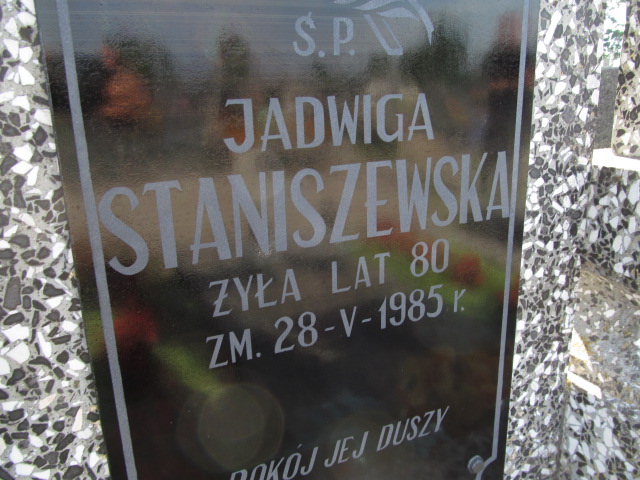 Ś.P.
JADWIGA
STANISZEWSKA
ŻYŁA LAT 80
ZM. 28-V-1985 R.
POKÓJ JEJ DUSZY